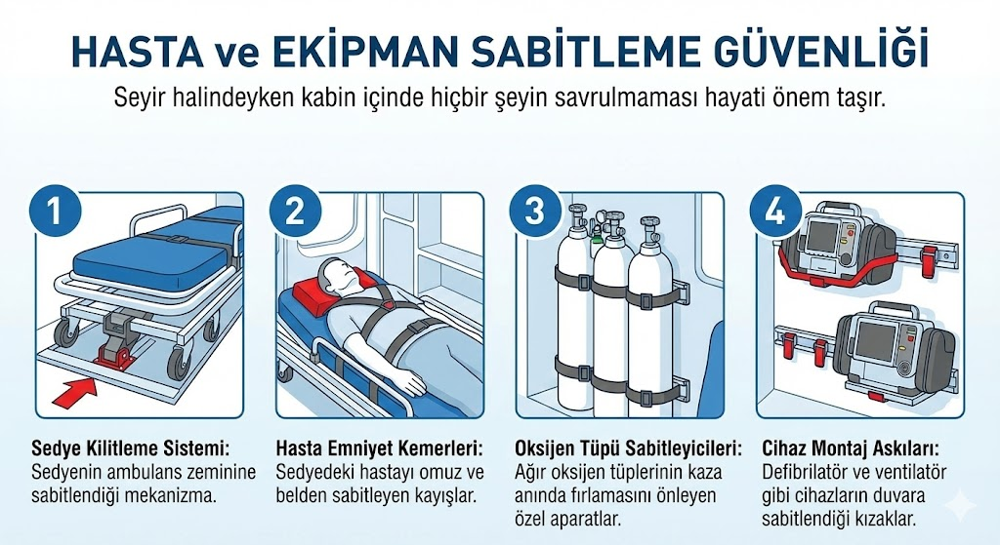 HASTA ve EKİPMAN SABİTLEME GÜVENLİĞİ
Seyir halindeyken kabin içinde hiçbir şeyin savrulmaması hayati önem taşır.
1
Sedye Kilitleme Sistemi:
Sedyenin ambulans zeminine
sabitlendiği mekanizma.
2
Hasta Emniyet Kemerleri:
Sedyedeki hastayı omuz ve
belden sabitleyen kayışlar.
3
Oksijen Tüpü Sabitleyicileri:
Ağır oksijen tüplerinin kaza
anında fırlamasını önleyen
özel aparatlar.
4
Cihaz Montaj Askıları:
Defibrilatör ve ventilatör
gibi cihazların duvara
sabitlendiği kızaklar.